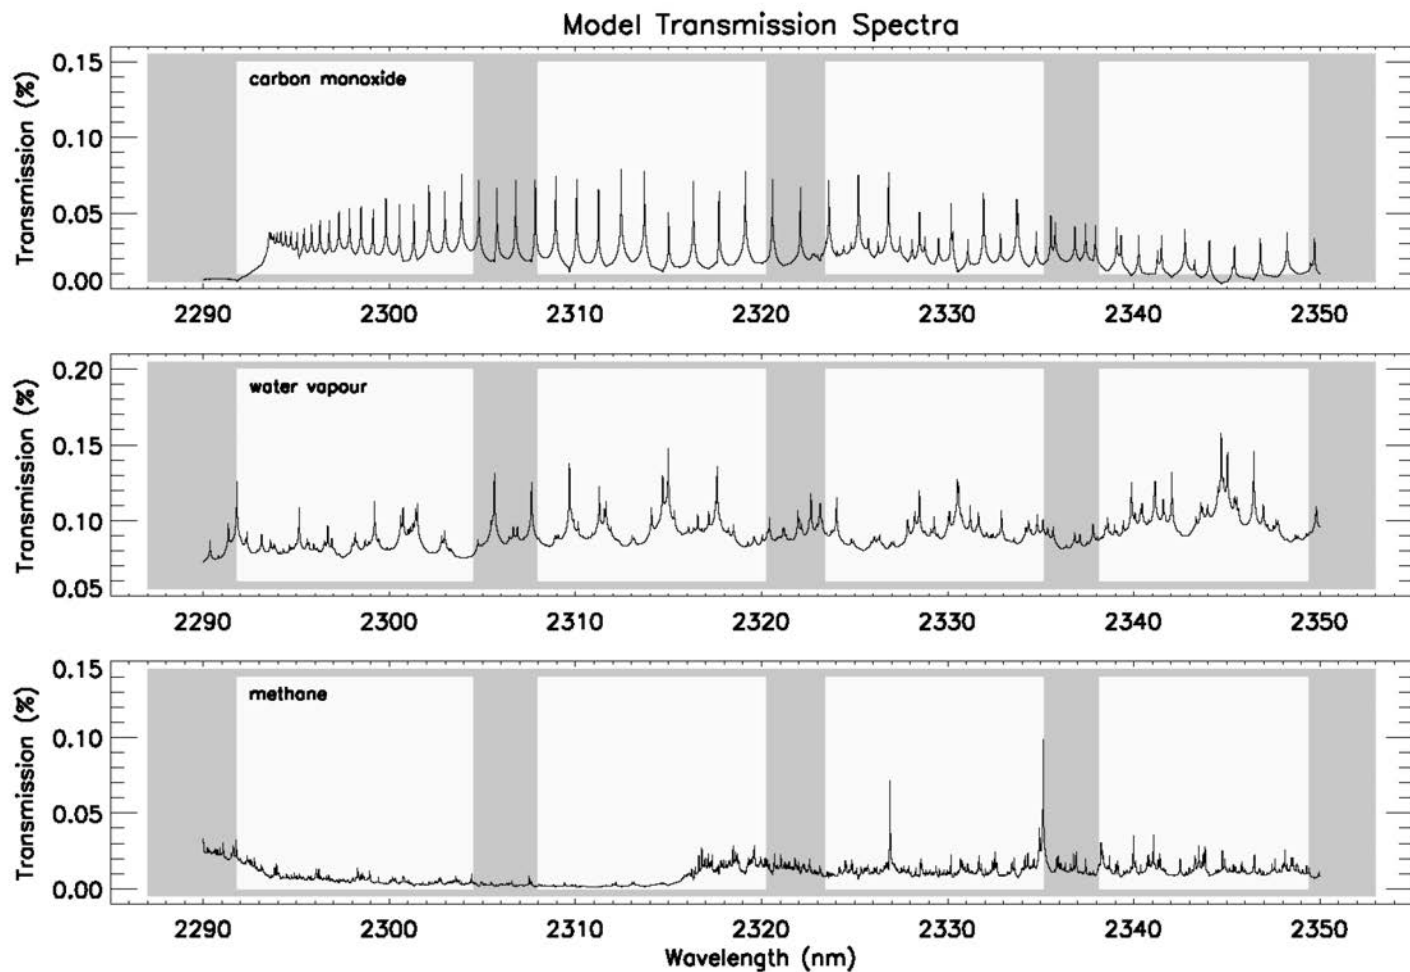 Model Transmission Spectra
Transmission (%)
0.15
0.10
0.05
0.00
carbon monoxide
2290 2300 2310 2320 2330 2340 2350
Transmission (%)
0.20
0.15
0.10
0.05
water vapour
2290 2300 2310 2320 2330 2340 2350
Transmission (%)
0.15
0.10
0.05
0.00
methane
2290 2300 2310 2320 2330 2340 2350
Wavelength (nm)